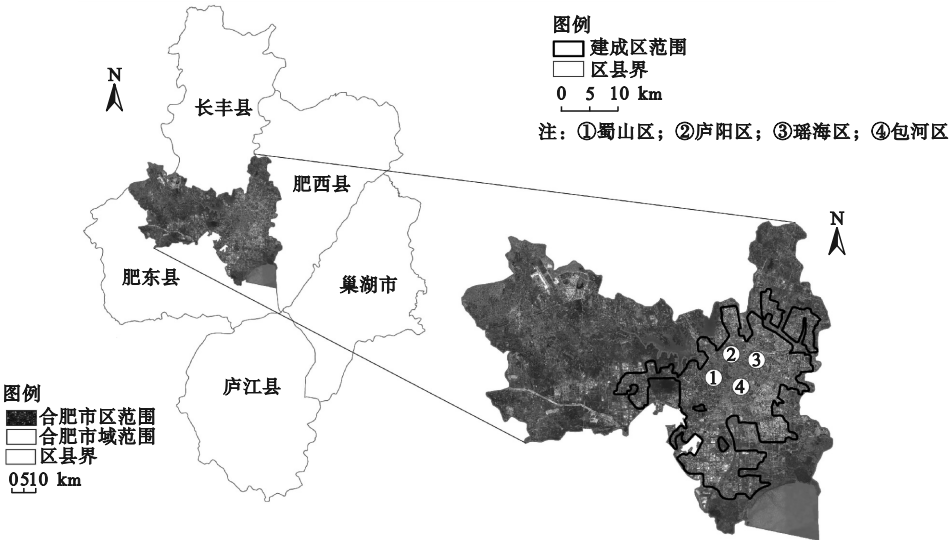 图例
建成区范围
区县界
0 5 10 km
注：①蜀山区；②庐阳区；③瑶海区；④包河区
N
长丰县
肥西县
肥东县
巢湖市
庐江县
N
②
③
①
④
图例
合肥市区范围
合肥市域范围
区县界
0510 km